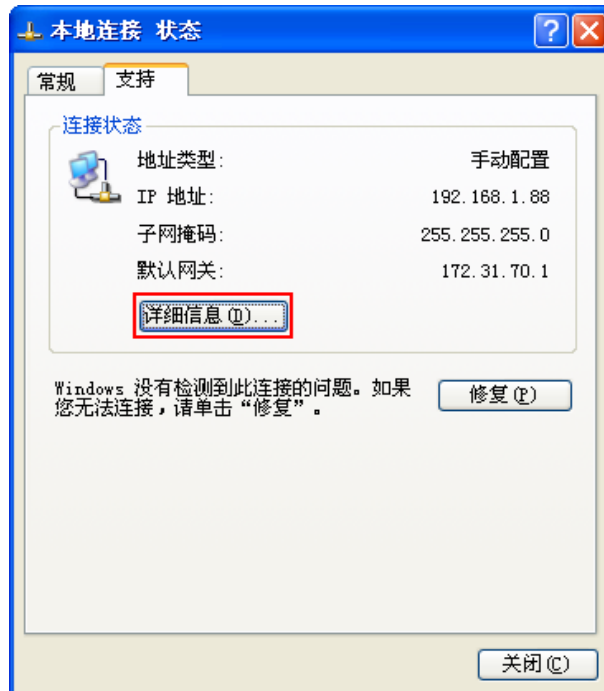 本地连接 状态
常规
支持
连接状态
地址类型: 手动配置
IP 地址: 192.168.1.88
子网掩码: 255.255.255.0
默认网关: 172.31.70.1
详细信息(D)...
Windows 没有检测到此连接的问题。如果
您无法连接，请单击“修复”。
修复(P)
关闭(C)